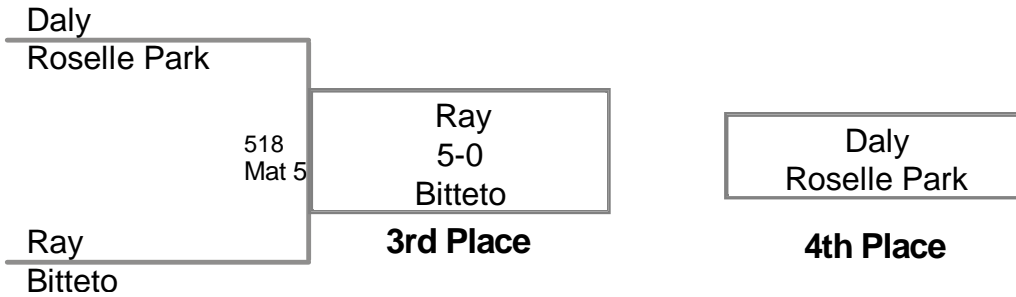 Daly
Roselle Park
518
Mat 5
Ray
Bitteto
Ray
5-0
Bitteto
3rd Place
Daly
Roselle Park
4th Place